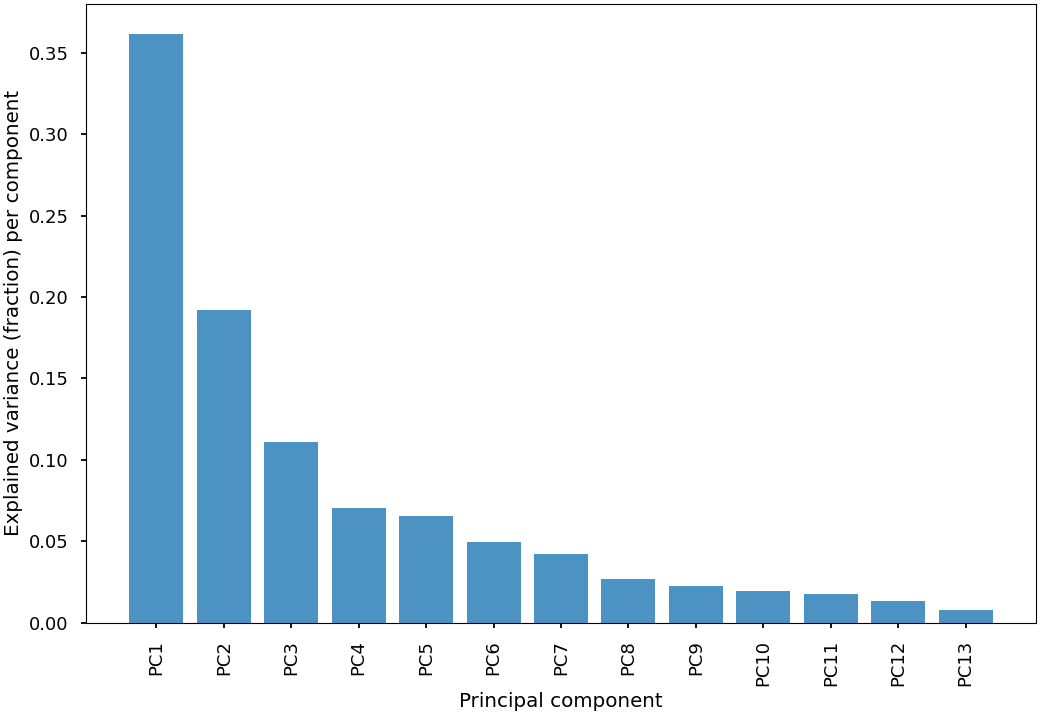 Explained variance (fraction) per component
0.35
0.30
0.25
0.20
0.15
0.10
0.05
0.00
PC1 PC2 PC3 PC4 PC5 PC6 PC7 PC8 PC9 PC10 PC11 PC12 PC13
Principal component